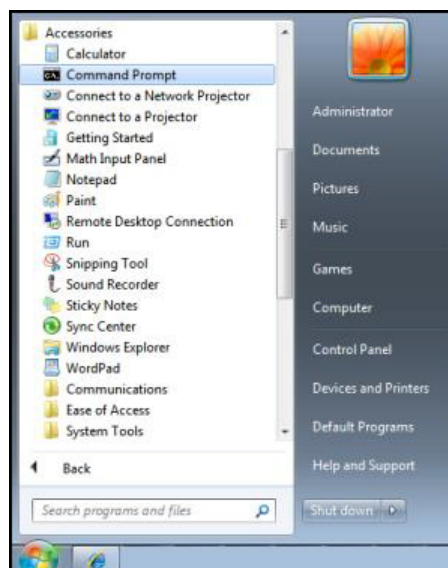 Accessories
Calculator
Command Prompt
Connect to a Network Projector
Connect to a Projector
Getting Started
Math Input Panel
Notepad
Paint
Remote Desktop Connection
Run
Snipping Tool
Sound Recorder
Sticky Notes
Sync Center
Windows Explorer
WordPad
Communications
Ease of Access
System Tools
Back
Search programs and files
Administrator
Documents
Pictures
Music
Games
Computer
Control Panel
Devices and Printers
Default Programs
Help and Support
Shut down